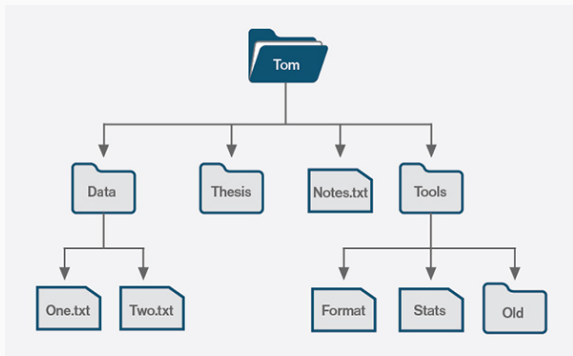 Tom
Data
Thesis
Notes.txt
Tools
One.txt
Two.txt
Format
Stats
Old